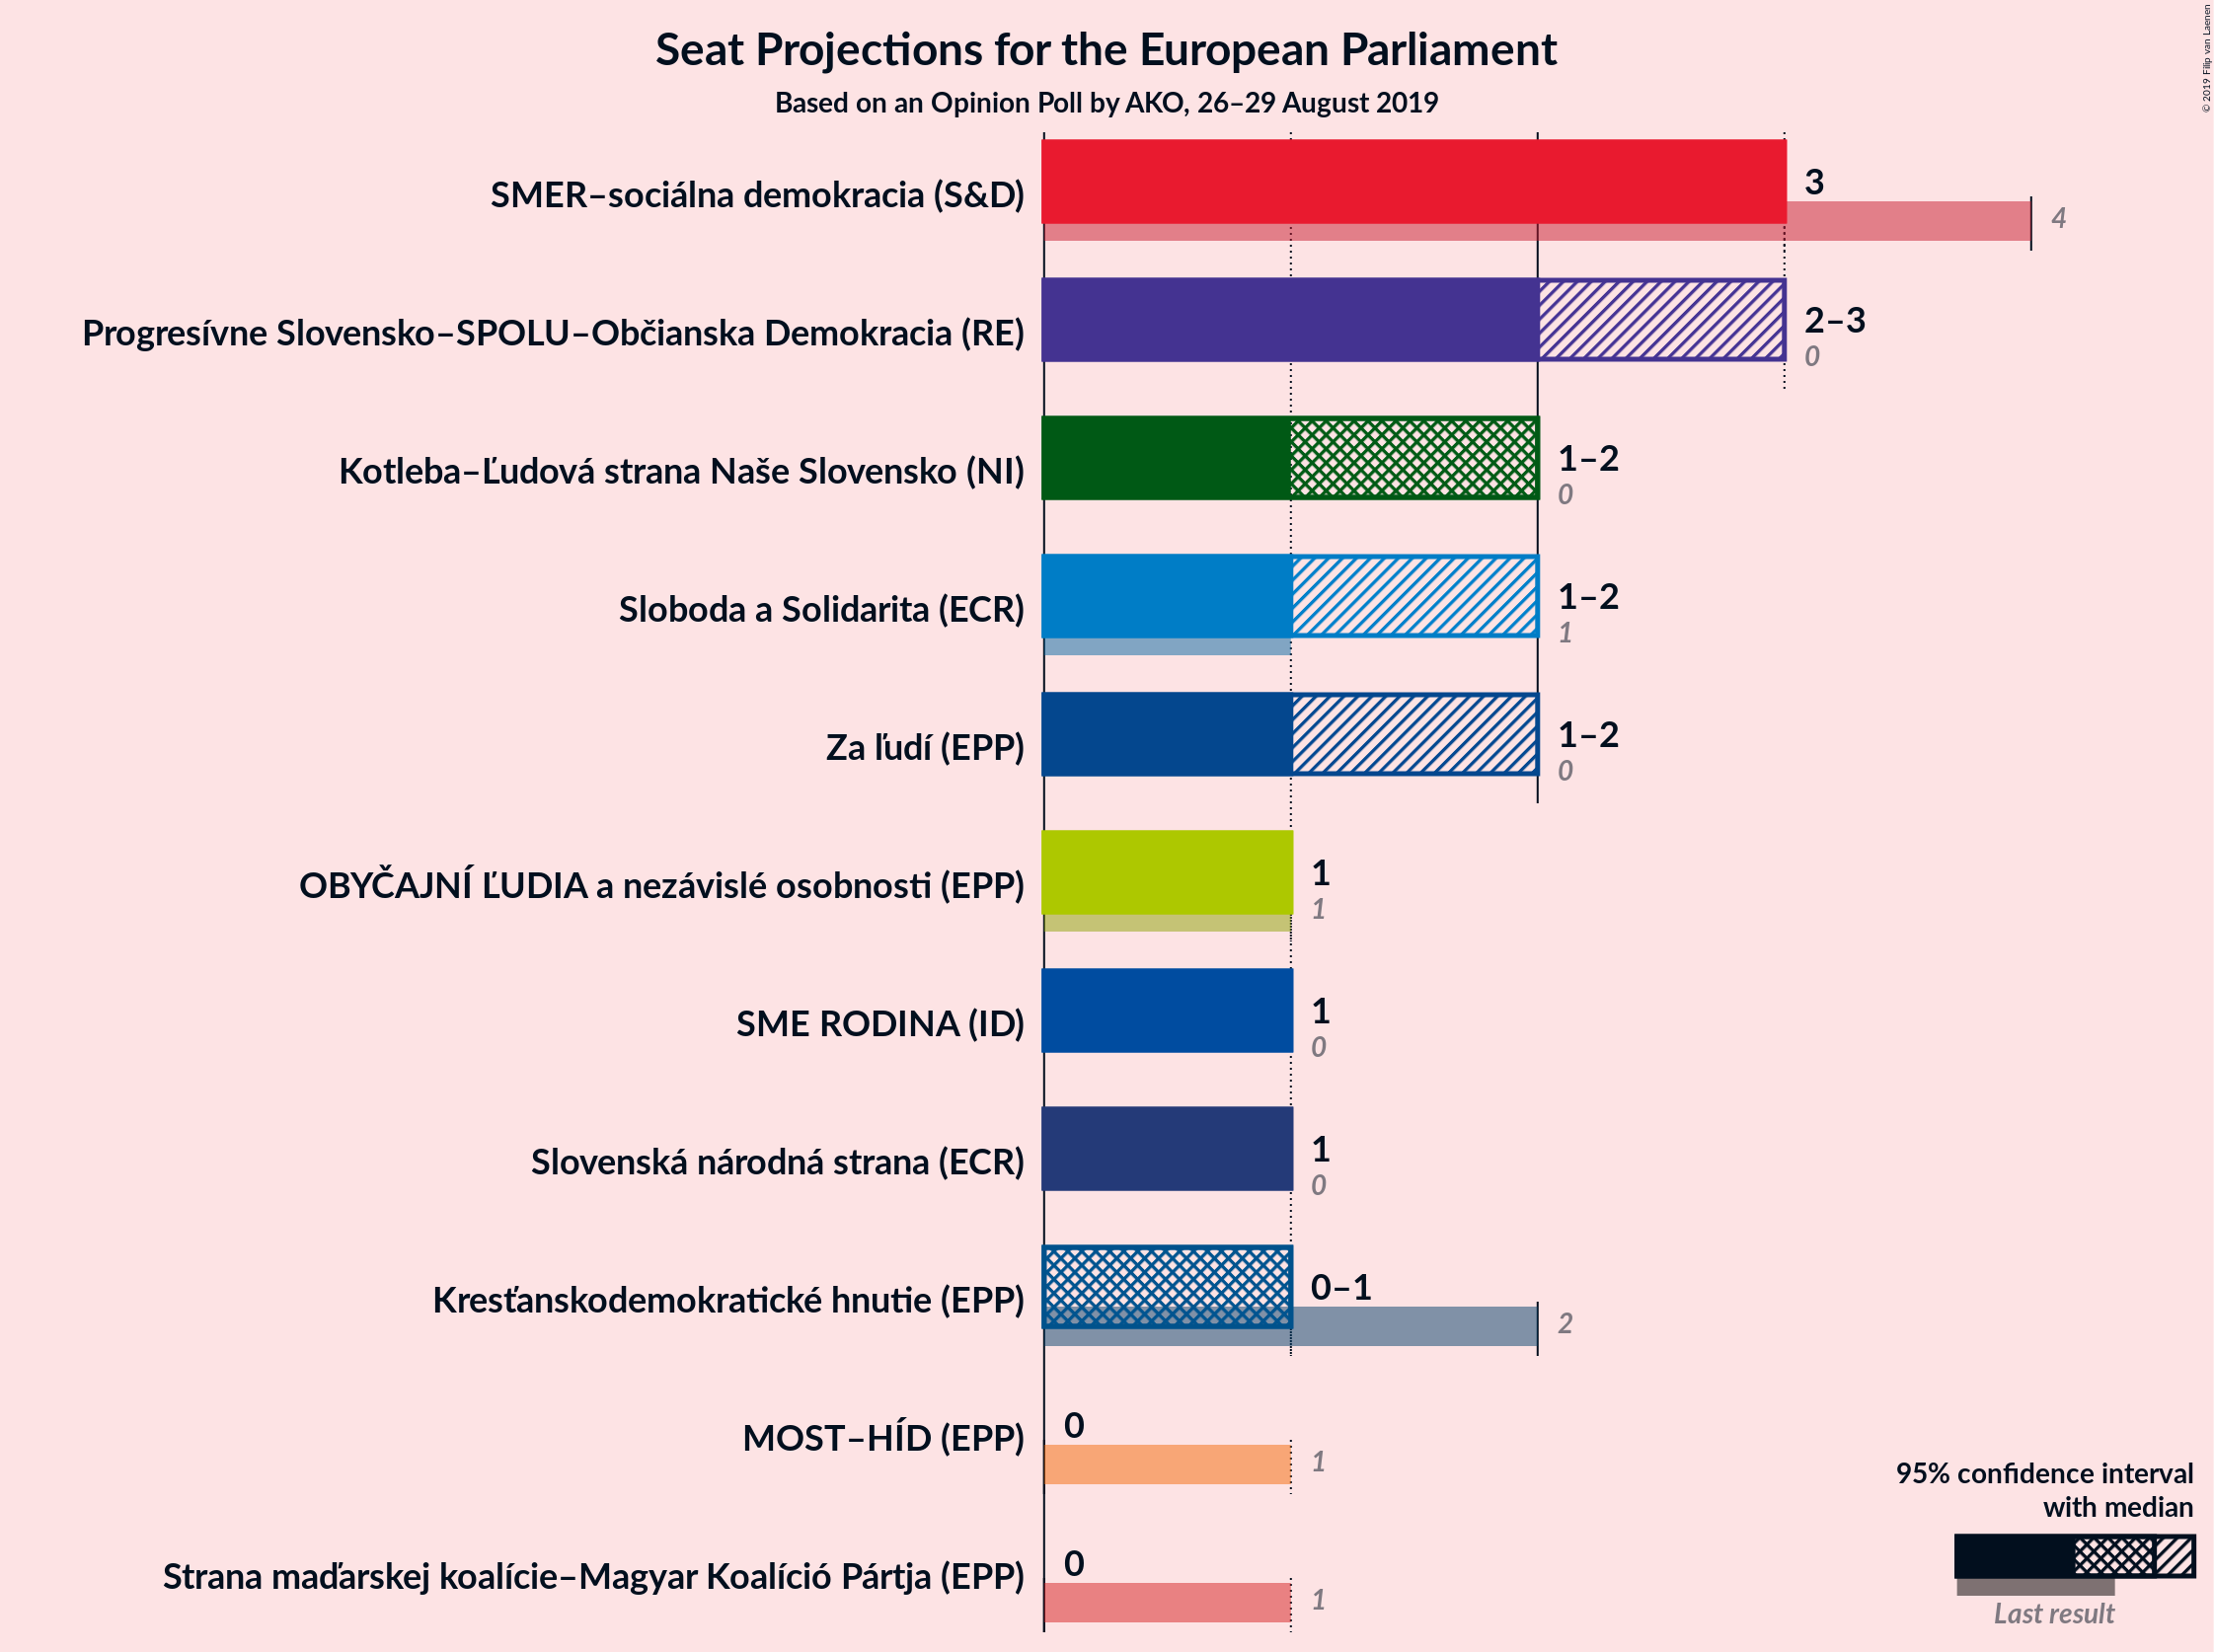 Seat Projections for the European Parliament
Based on an Opinion Poll by AKO, 26–29 August 2019
© 2019 Filip van Laenen
SMER–sociálna demokracia (S&D)
3
4
Progresívne Slovensko–SPOLU–Občianska Demokracia (RE)
2–3
0
Kotleba–Ľudová strana Naše Slovensko (NI)
1–2
0
Sloboda a Solidarita (ECR)
1–2
1
Za ľudí (EPP)
1–2
0
OBYČAJNÍ ĽUDIA a nezávislé osobnosti (EPP)
1
1
SME RODINA (ID)
1
0
Slovenská národná strana (ECR)
1
0
Kresťanskodemokratické hnutie (EPP)
0–1
2
MOST–HÍD (EPP)
0
1
Strana maďarskej koalície–Magyar Koalíció Pártja (EPP)
0
1
95% confidence interval
with median
Last result